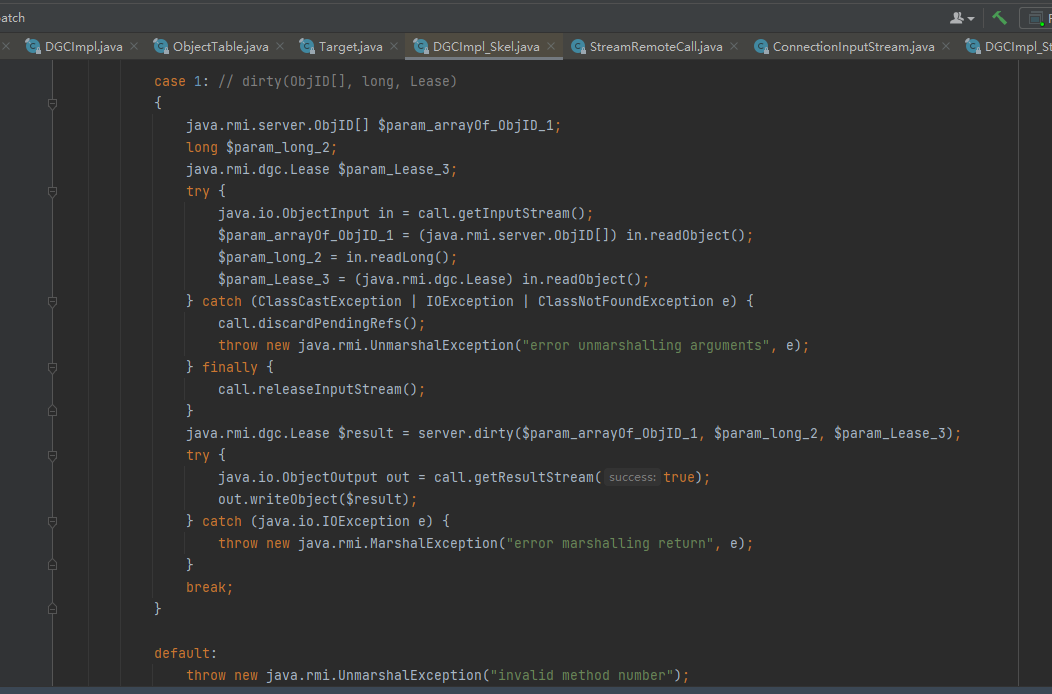 atch
DGCImpl.java ObjectTable.java Target.java DGCImpl_Skel.java StreamRemoteCall.java ConnectionInputStream.java DGCImpl_St
case 1: // dirty(ObjID[], long, Lease)
{
java.rmi.server.ObjID[] $param_arrayOf_ObjID_1;
long $param_long_2;
java.rmi.dgc.Lease $param_Lease_3;
try {
java.io.ObjectInput in = call.getInputStream();
$param_arrayOf_ObjID_1 = (java.rmi.server.ObjID[]) in.readObject();
$param_long_2 = in.readLong();
$param_Lease_3 = (java.rmi.dgc.Lease) in.readObject();
} catch (ClassCastException | IOException | ClassNotFoundException e) {
call.discardPendingRefs();
throw new java.rmi.UnmarshalException("error unmarshalling arguments", e);
} finally {
call.releaseInputStream();
}
java.rmi.dgc.Lease $result = server.dirty($param_arrayOf_ObjID_1, $param_long_2, $param_Lease_3);
try {
java.io.ObjectOutput out = call.getResultStream( success: true);
out.writeObject($result);
} catch (java.io.IOException e) {
throw new java.rmi.MarshalException("error marshalling return", e);
}
break;
}
default:
throw new java.rmi.UnmarshalException("invalid method number");